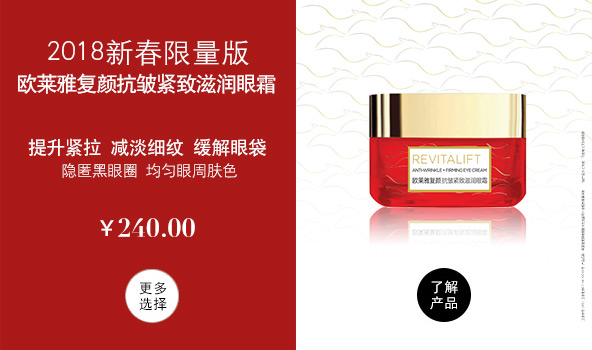 2018新春限量版
欧莱雅复颜抗皱紧致滋润眼霜
提升紧拉 减淡细纹 缓解眼袋
隐匿黑眼圈 均匀眼周肤色
￥240.00
更多
选择
REVITALIFT
ANTI-WRINKLE + FIRMING EYE CREAM
欧莱雅复颜抗皱紧致滋润眼霜
了解
产品